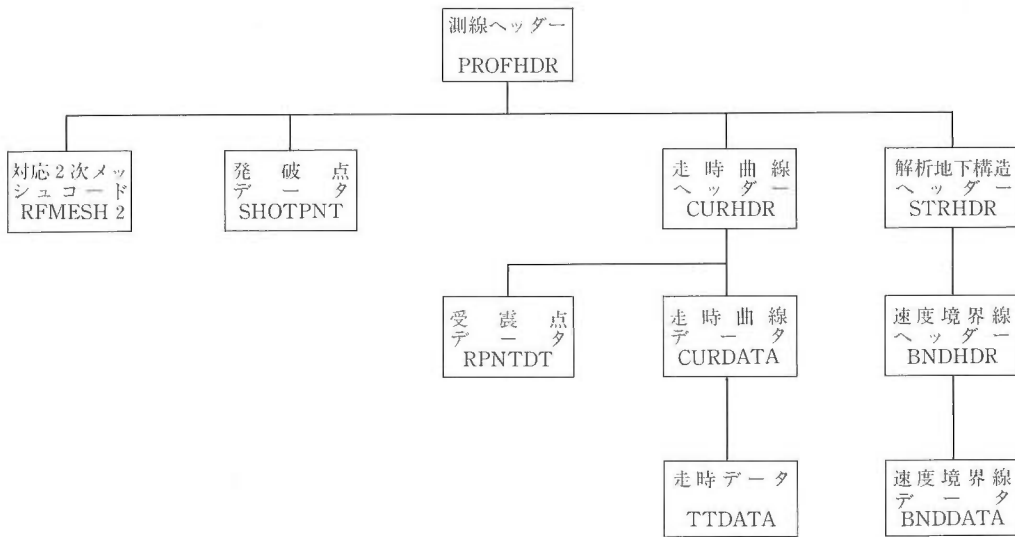 測線ヘッダー
PROFHDR
対応2次メッ
シュコード
RFMESH 2
発破点
データ
SHOTPNT
走時曲線
ヘッダー
CURHDR
解析地下構造
ヘッダー
STRHDR
受震点
データ
RPNTDT
走時曲線
データ
CURDATA
速度境界線
ヘッダー
BNDHDR
走時データ
TTDATA
速度境界線
データ
BNDDATA